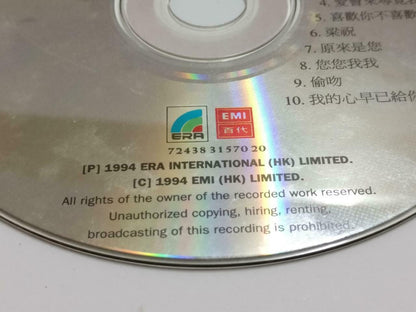 5. 喜歡你不喜歡
6. 梁祝
7. 原來是您
8. 您您我我
9. 偷吻
10. 我的心早已給你
ERA
EMI
百代
72438 31570 20
[P] 1994 ERA INTERNATIONAL (HK) LIMITED.
[C] 1994 EMI (HK) LIMITED.
All rights of the owner of the recorded work reserved.
Unauthorized copying, hiring, renting,
broadcasting of this recording is prohibited.